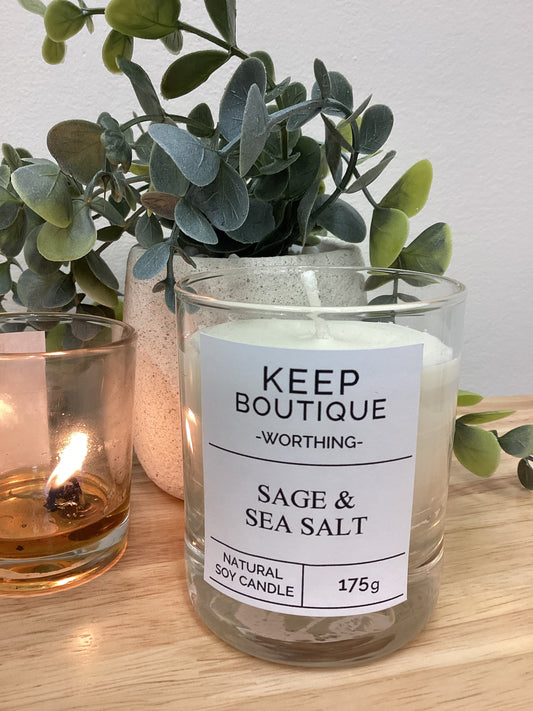 KEEP
BOUTIQUE
-WORTHING-
SAGE &
SEA SALT
NATURAL
SOY CANDLE
175g